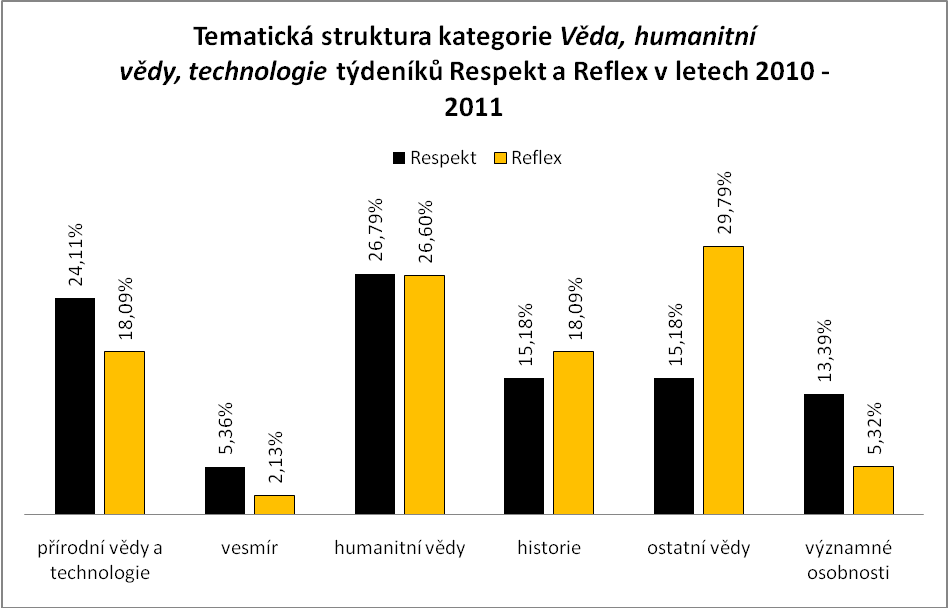 Tematická struktura kategorie Věda, humanitní
vědy, technologie týdeníků Respekt a Reflex v letech 2010 -
2011
Respekt Reflex
24,11% 18,09% 5,36% 2,13% 26,79% 26,60% 15,18% 18,09% 15,18% 29,79% 13,39% 5,32%
přírodní vědy a vesmír humanitní vědy historie ostatní vědy významné
technologie osobnosti